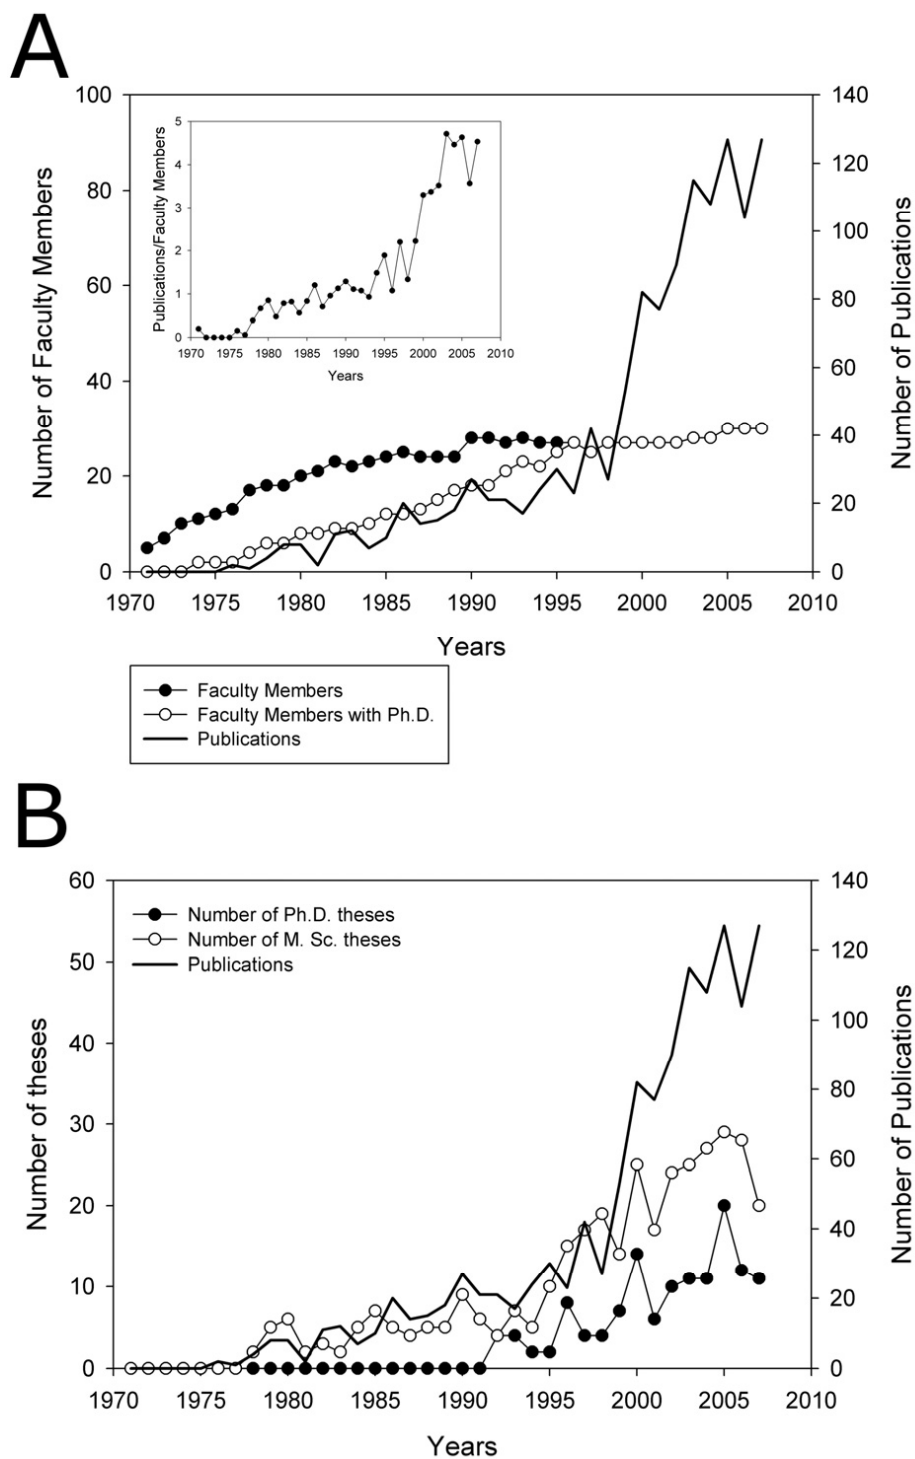 A
100
80
60
40
20
0
Number of Faculty Members
140
120
100
80
60
40
20
0
Number of Publications
5
4
3
2
1
0
Publications/Faculty Members
1970 1975 1980 1985 1990 1995 2000 2005 2010
Years
1970 1975 1980 1985 1990 1995 2000 2005 2010
Years
Faculty Members
Faculty Members with Ph.D.
Publications
B
60
50
40
30
20
10
0
Number of theses
Number of Ph.D. theses
Number of M. Sc. theses
Publications
140
120
100
80
60
40
20
0
Number of Publications
1970 1975 1980 1985 1990 1995 2000 2005 2010
Years